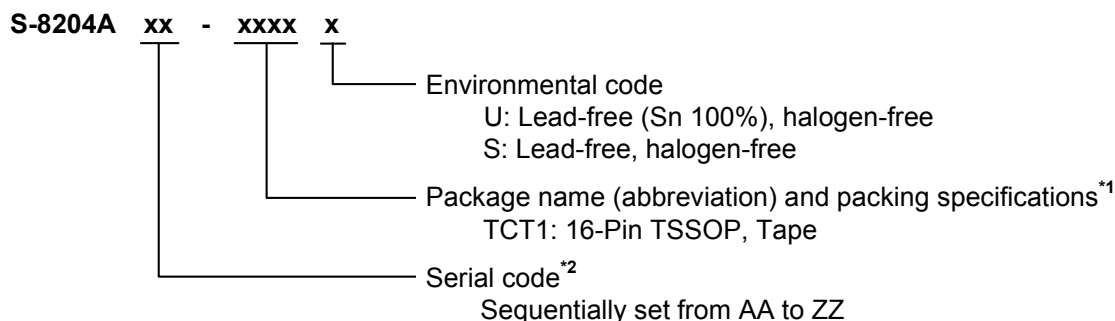 S-8204A xx - xxxx x
Environmental code
U: Lead-free (Sn 100%), halogen-free
S: Lead-free, halogen-free
Package name (abbreviation) and packing specifications*1
TCT1: 16-Pin TSSOP, Tape
Serial code*2
Sequentially set from AA to ZZ